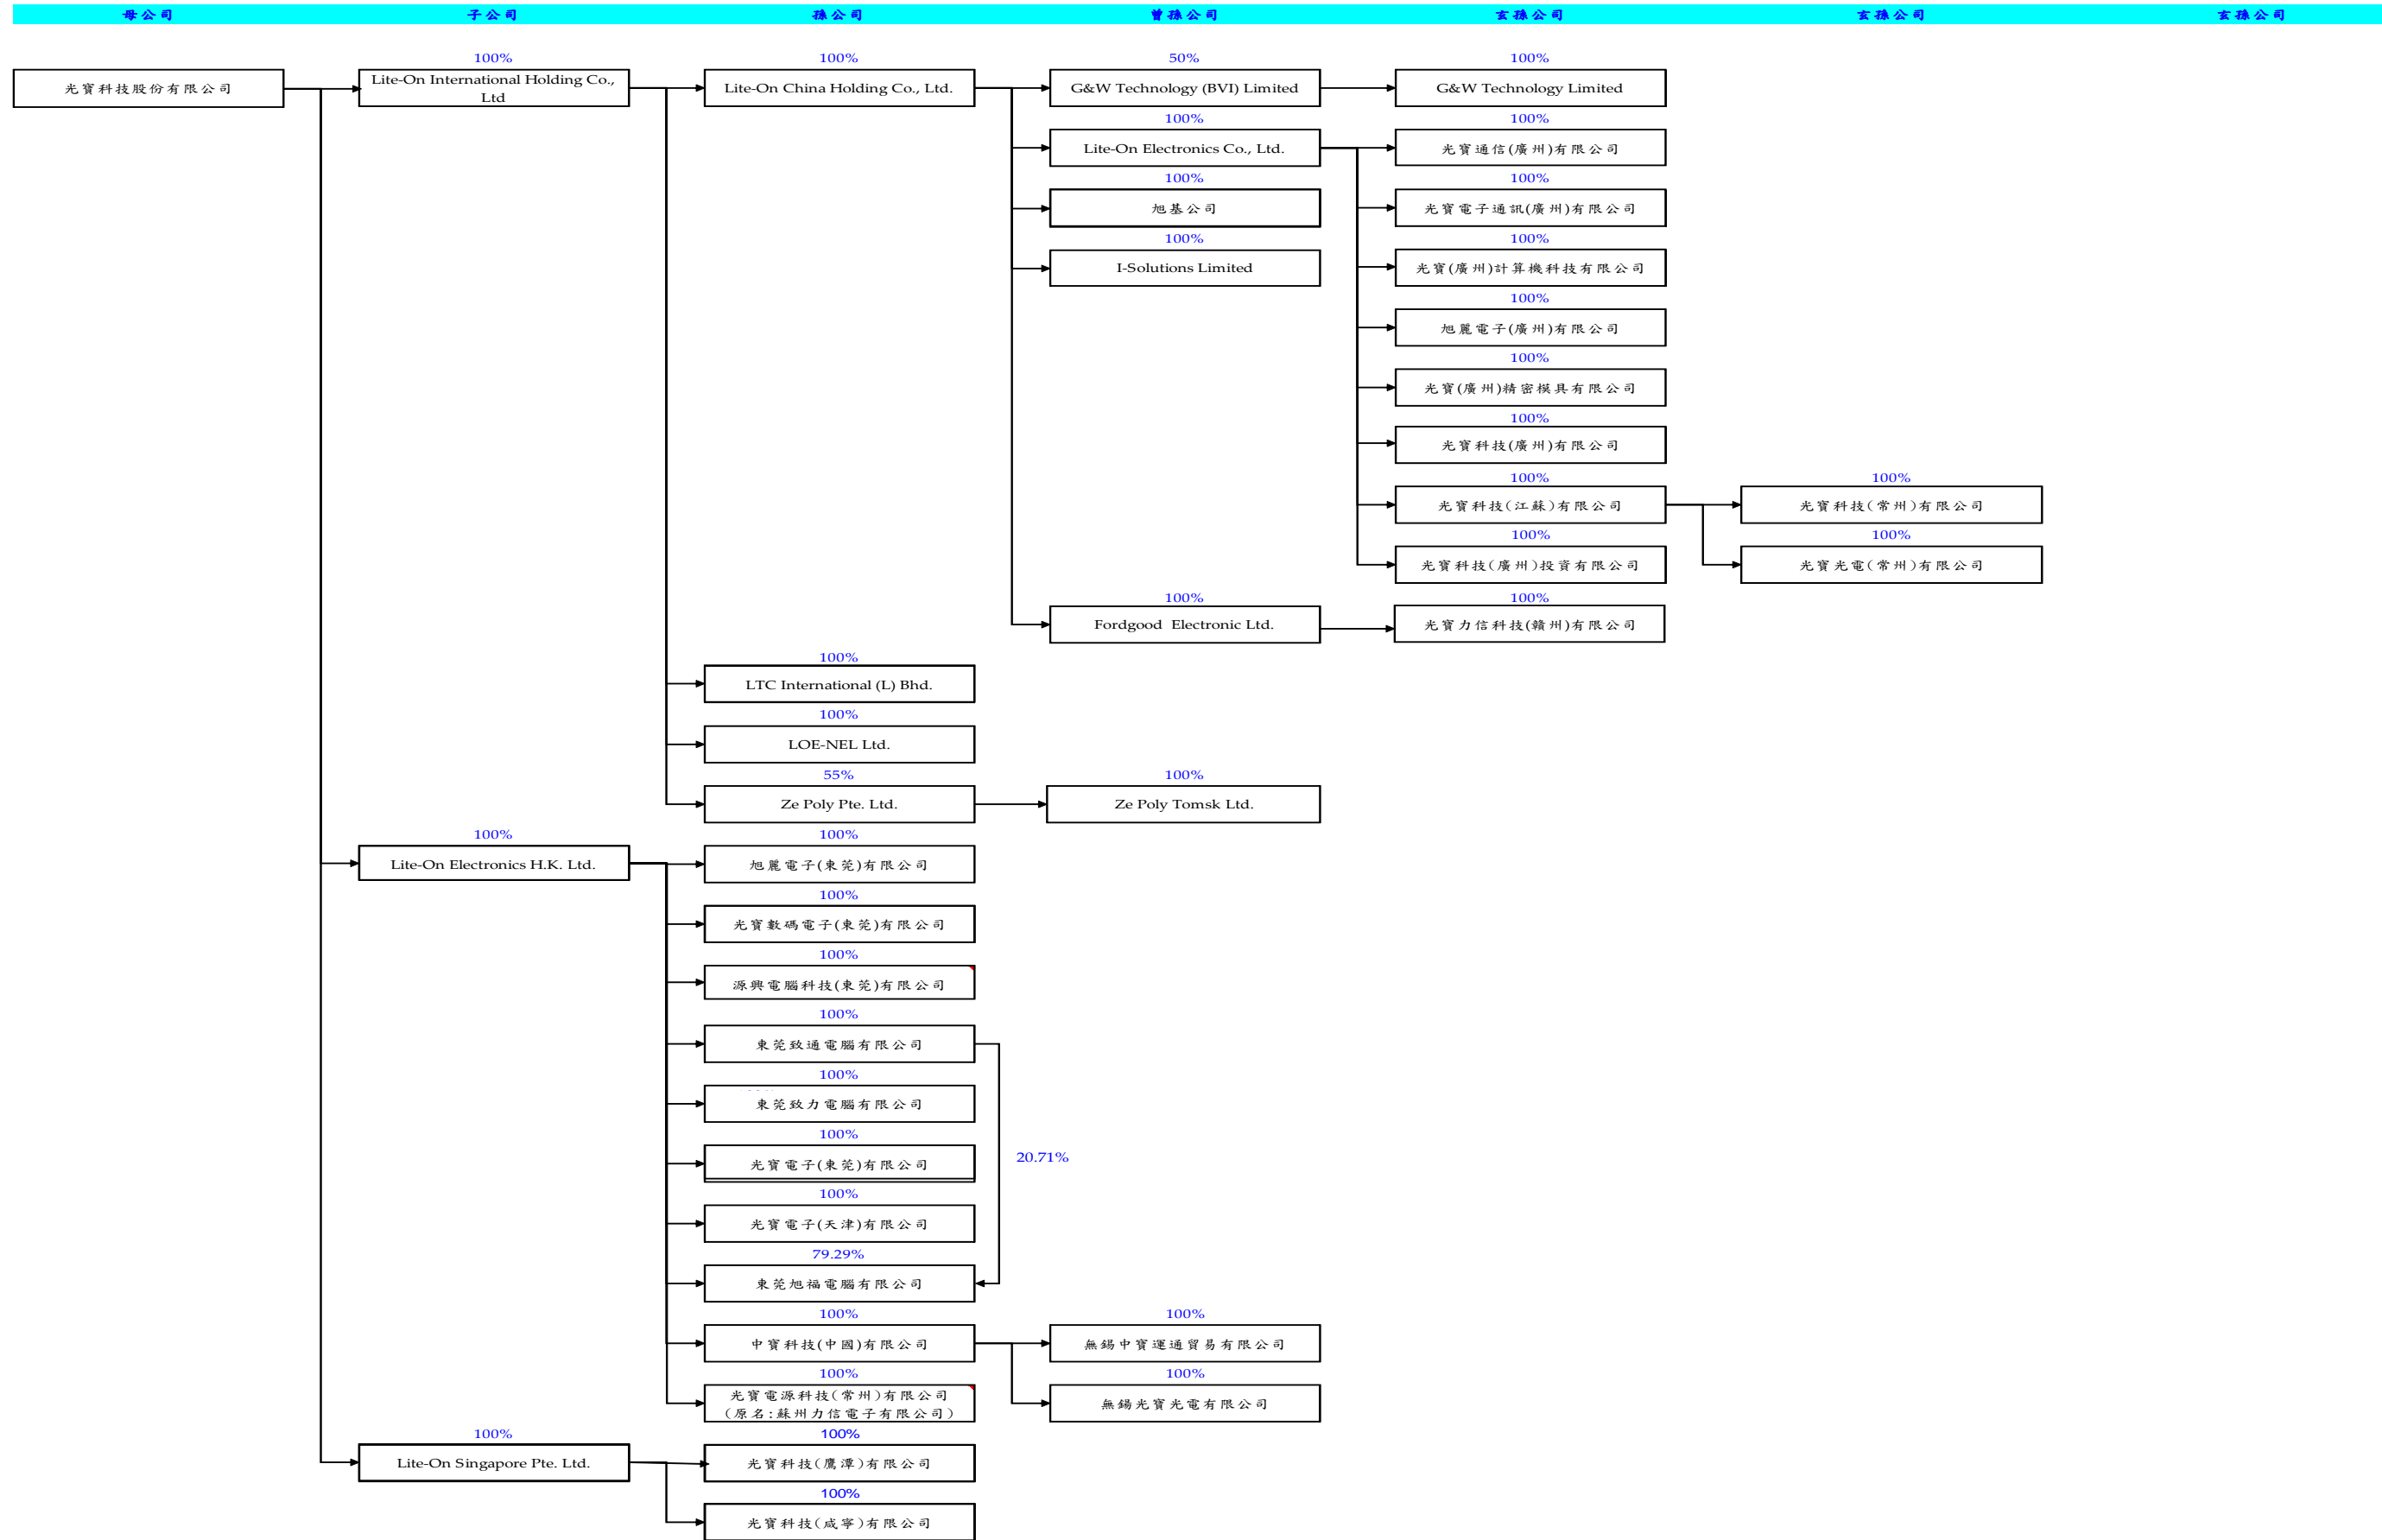 母公司 子公司 孫公司 曾孫公司 玄孫公司 玄孫公司 玄孫公司
100% 100% 50% 100%
光寶科技股份有限公司
Lite-On International Holding Co.,
Ltd
Lite-On China Holding Co., Ltd.
G&W Technology (BVI) Limited
G&W Technology Limited
100% 100%
Lite-On Electronics Co., Ltd.
光寶通信(廣州)有限公司
100% 100%
旭基公司
光寶電子通訊(廣州)有限公司
100% 100%
I-Solutions Limited
光寶(廣州)計算機科技有限公司
100%
旭麗電子(廣州)有限公司
100%
光寶(廣州)精密模具有限公司
100%
光寶科技(廣州)有限公司
100% 100%
光寶科技(江蘇)有限公司
光寶科技(常州)有限公司
100% 100%
光寶科技(廣州)投資有限公司
光寶光電(常州)有限公司
100% 100%
Fordgood Electronic Ltd.
光寶力信科技(贛州)有限公司
100%
LTC International (L) Bhd.
100%
LOE-NEL Ltd.
55% 100%
Ze Poly Pte. Ltd.
Ze Poly Tomsk Ltd.
100% 100%
Lite-On Electronics H.K. Ltd.
旭麗電子(東莞)有限公司
100%
光寶數碼電子(東莞)有限公司
100%
源興電腦科技(東莞)有限公司
100%
東莞致通電腦有限公司
100%
東莞致力電腦有限公司
100%
光寶電子(東莞)有限公司
20.71%
100%
光寶電子(天津)有限公司
79.29%
東莞旭福電腦有限公司
100% 100%
中寶科技(中國)有限公司
無錫中寶運通貿易有限公司
100% 100%
光寶電源科技(常州)有限公司
(原名:蘇州力信電子有限公司)
無錫光寶光電有限公司
100% 100%
Lite-On Singapore Pte. Ltd.
光寶科技(鷹潭)有限公司
100%
光寶科技(咸寧)有限公司